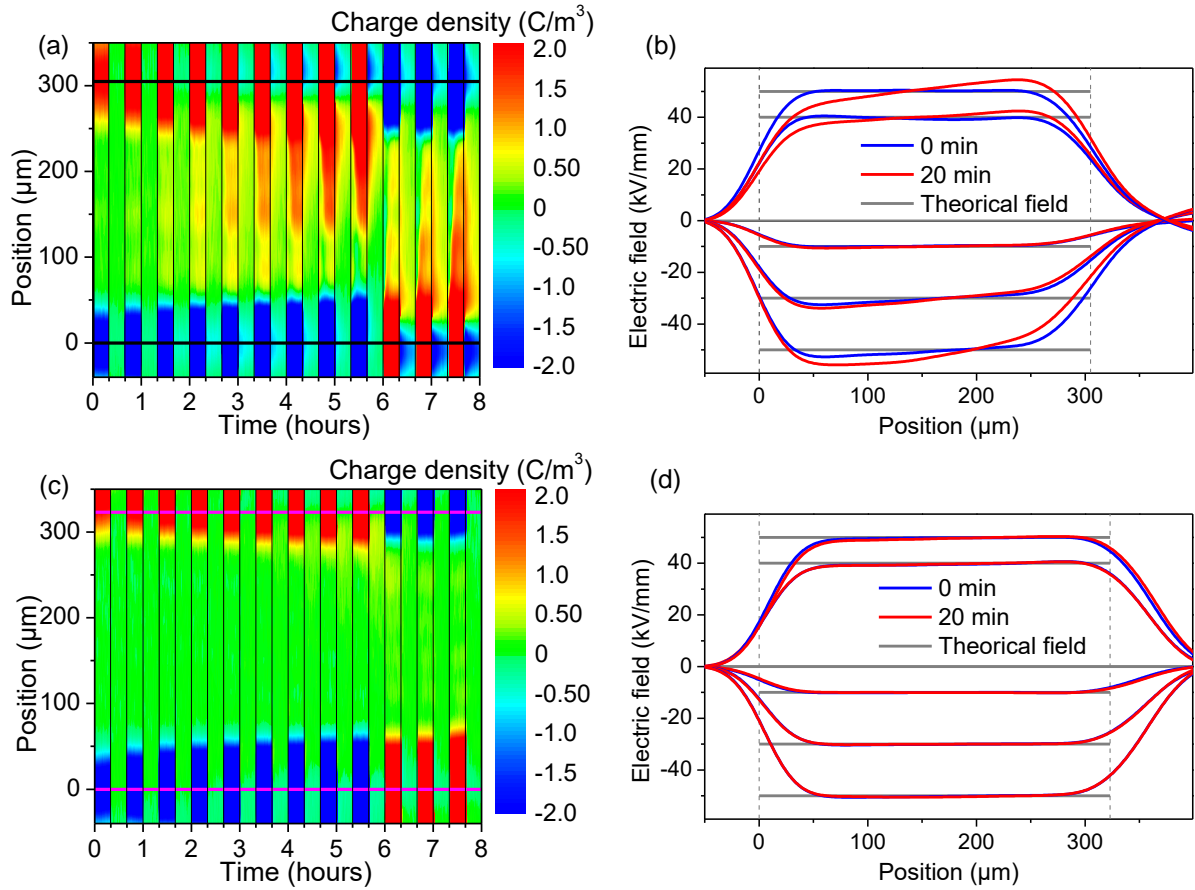 (a)
Charge density (C/m³)
Position (µm)
300
200
100
0
0 1 2 3 4 5 6 7 8
Time (hours)
2.0
1.5
1.0
0.50
0
-0.50
-1.0
-1.5
-2.0
(b)
Electric field (kV/mm)
40
20
0
-20
-40
0 min
20 min
Theorical field
0 100 200 300
Position (µm)
(c)
Charge density (C/m³)
Position (µm)
300
200
100
0
0 1 2 3 4 5 6 7 8
Time (hours)
2.0
1.5
1.0
0.50
0
-0.50
-1.0
-1.5
-2.0
(d)
Electric field (kV/mm)
40
20
0
-20
-40
0 min
20 min
Theorical field
0 100 200 300
Position (µm)